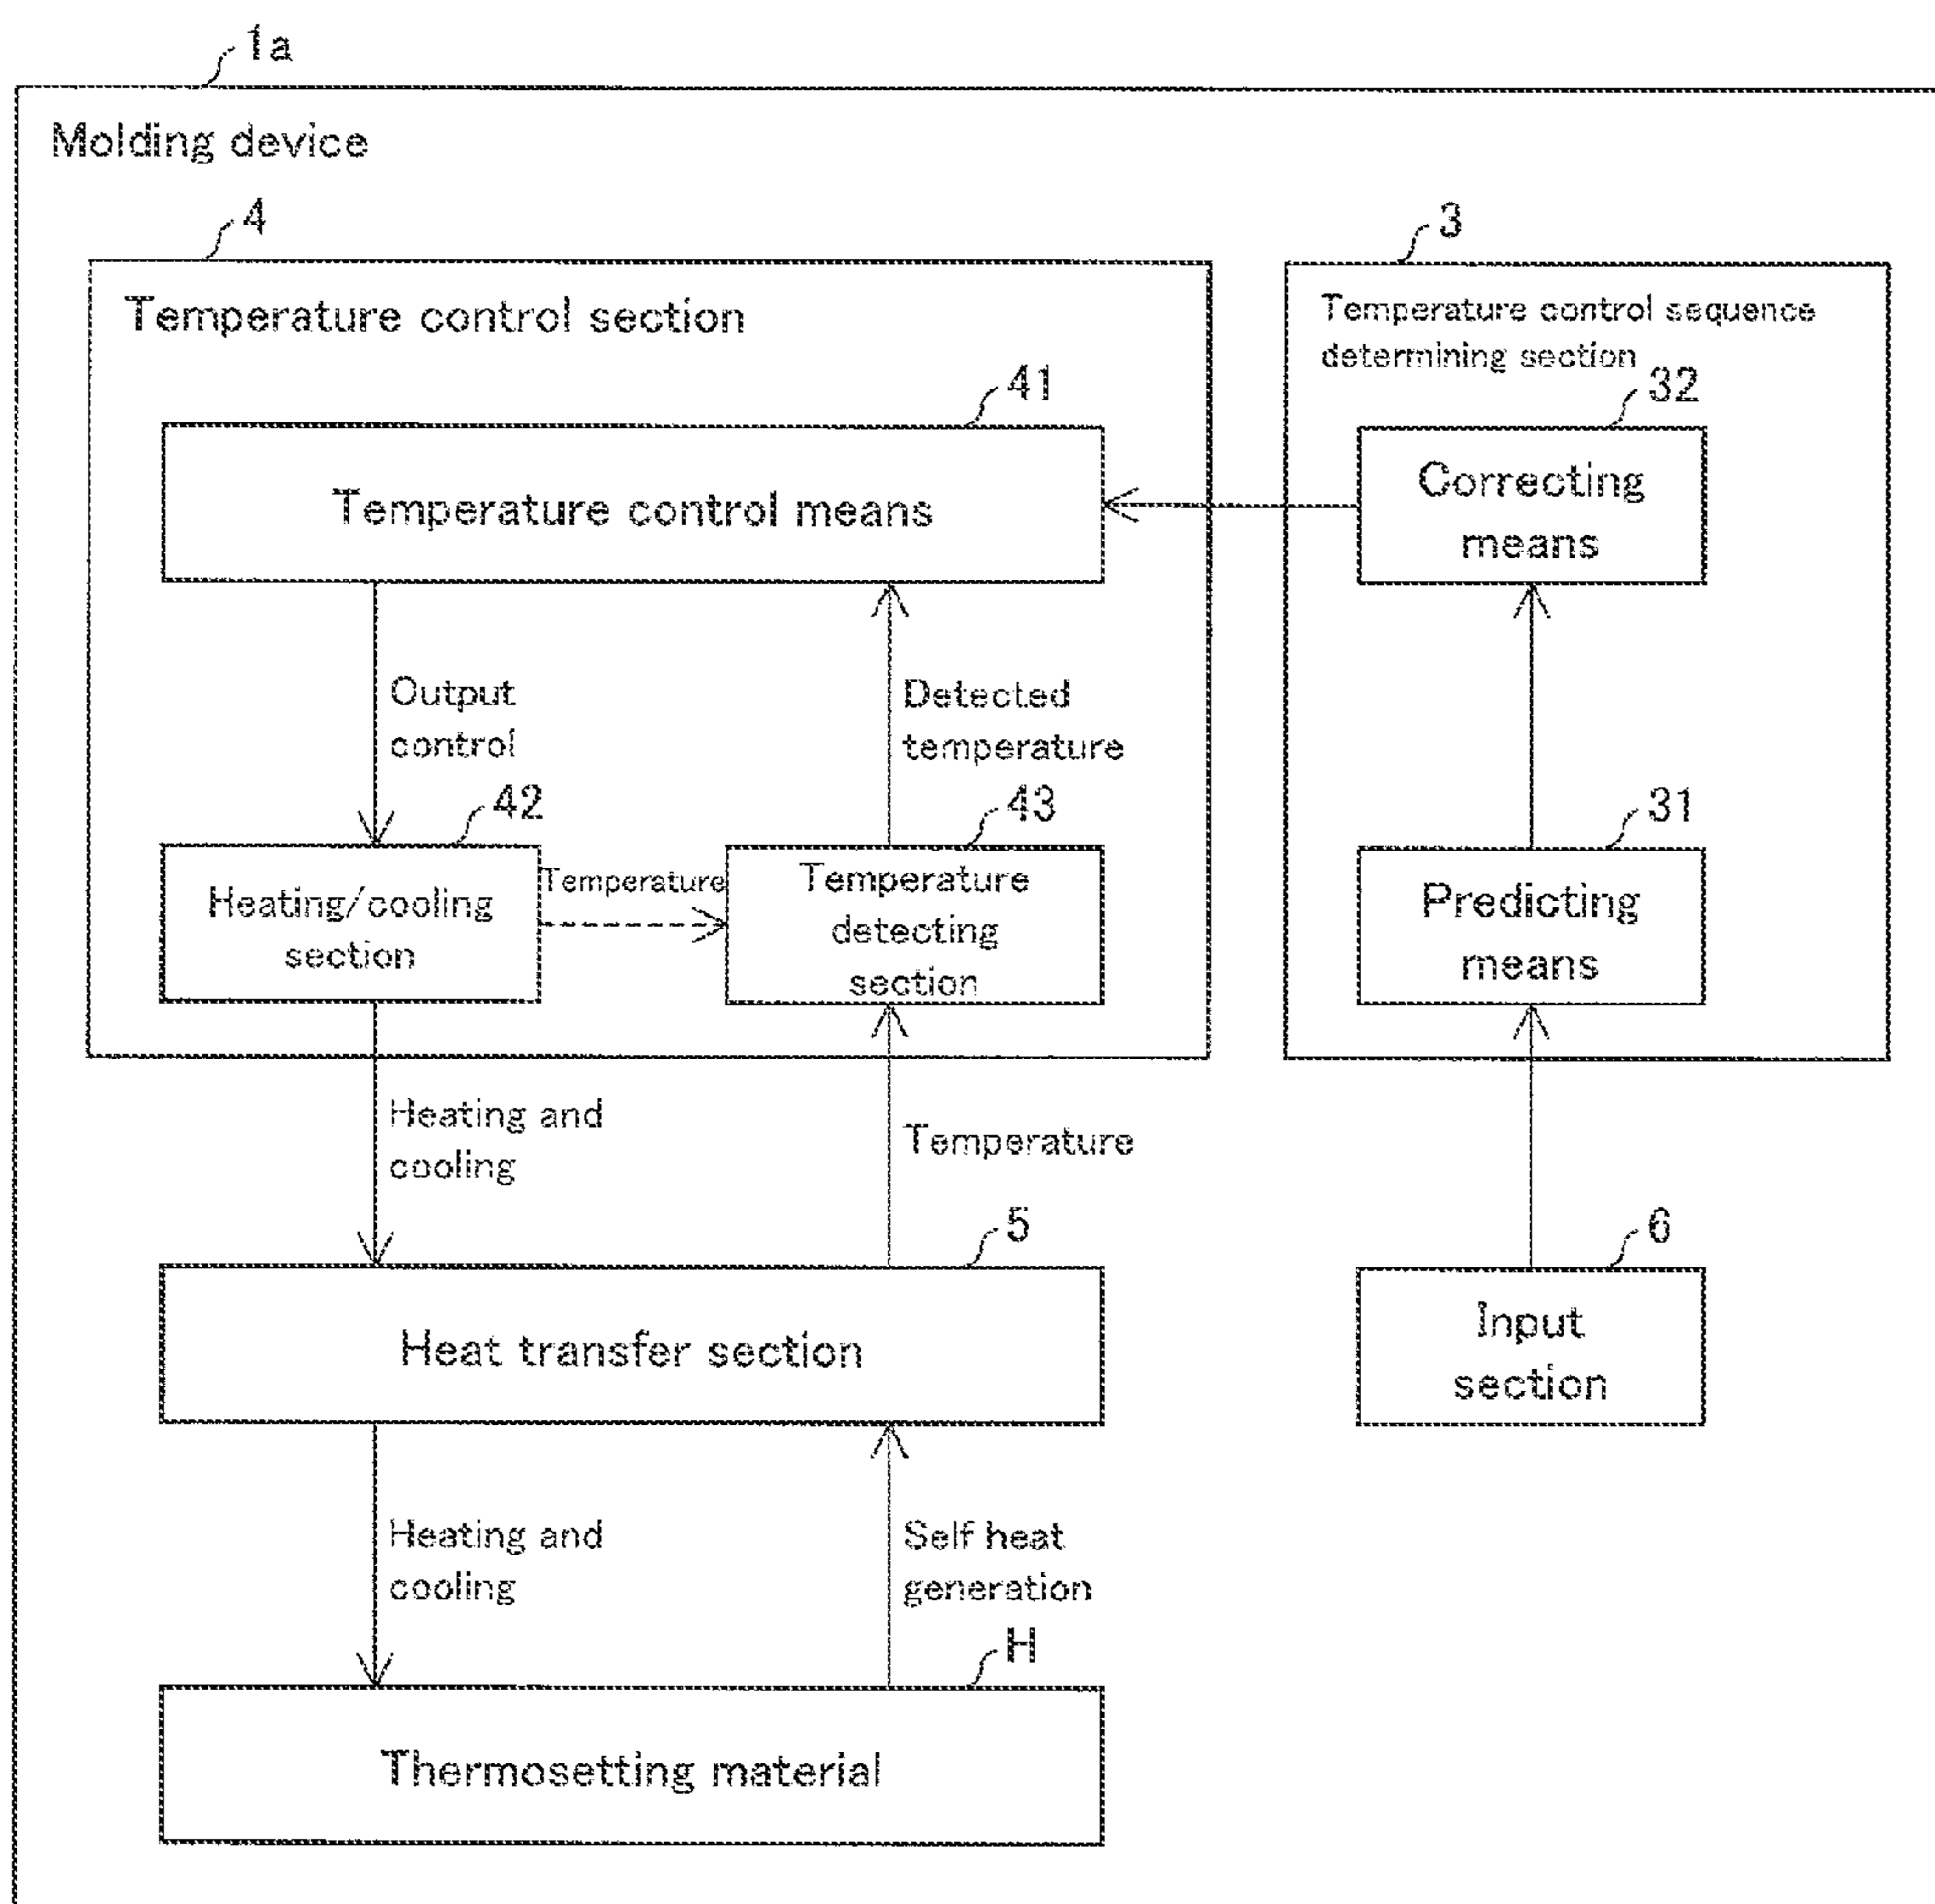 1a
Molding device
4
3
Temperature control section
Temperature control sequence
determining section
41
32
Temperature control means
Correcting
means
Output
control
Detected
temperature
42
43
31
Heating/cooling
section
Temperature
Temperature
detecting
section
Predicting
means
Heating and
cooling
Temperature
5
6
Heat transfer section
Input
section
Heating and
cooling
Self heat
generation
H
Thermosetting material